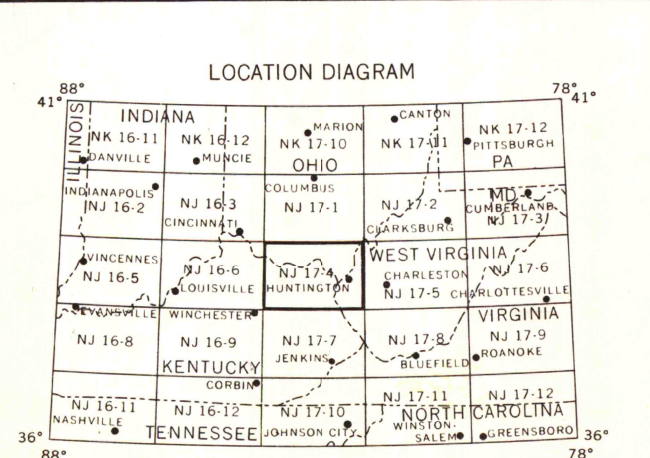 LOCATION DIAGRAM
88° 78°
41° 41°
ILLINOIS
INDIANA
NK 16-11
DANVILLE
NK 16-12
MUNCIE
MARION
NK 17-10
OHIO
CANTON
NK 17-11
NK 17-12
PITTSBURGH
PA
INDIANAPOLIS
NJ 16-2
NJ 16-3
CINCINNATI
COLUMBUS
NJ 17-1
NJ 17-2
CLARKSBURG
MD
CUMBERLAND
NJ 17-3
VINCENNES
NJ 16-5
NJ 16-6
LOUISVILLE
NJ 17-4
HUNTINGTON
WEST VIRGINIA
CHARLESTON
NJ 17-5
NJ 17-6
CHARLOTTESVILLE
EVANSVILLE
NJ 16-8
WINCHESTER
NJ 16-9
KENTUCKY
CORBIN
NJ 17-7
JENKINS
NJ 17-8
BLUEFIELD
VIRGINIA
NJ 17-9
ROANOKE
NJ 16-11
NASHVILLE
NJ 16-12
TENNESSEE
NJ 17-10
JOHNSON CITY
NJ 17-11
NJ 17-12
NORTH CAROLINA
WINSTON-
SALEM
GREENSBORO
36° 36°
88° 78°